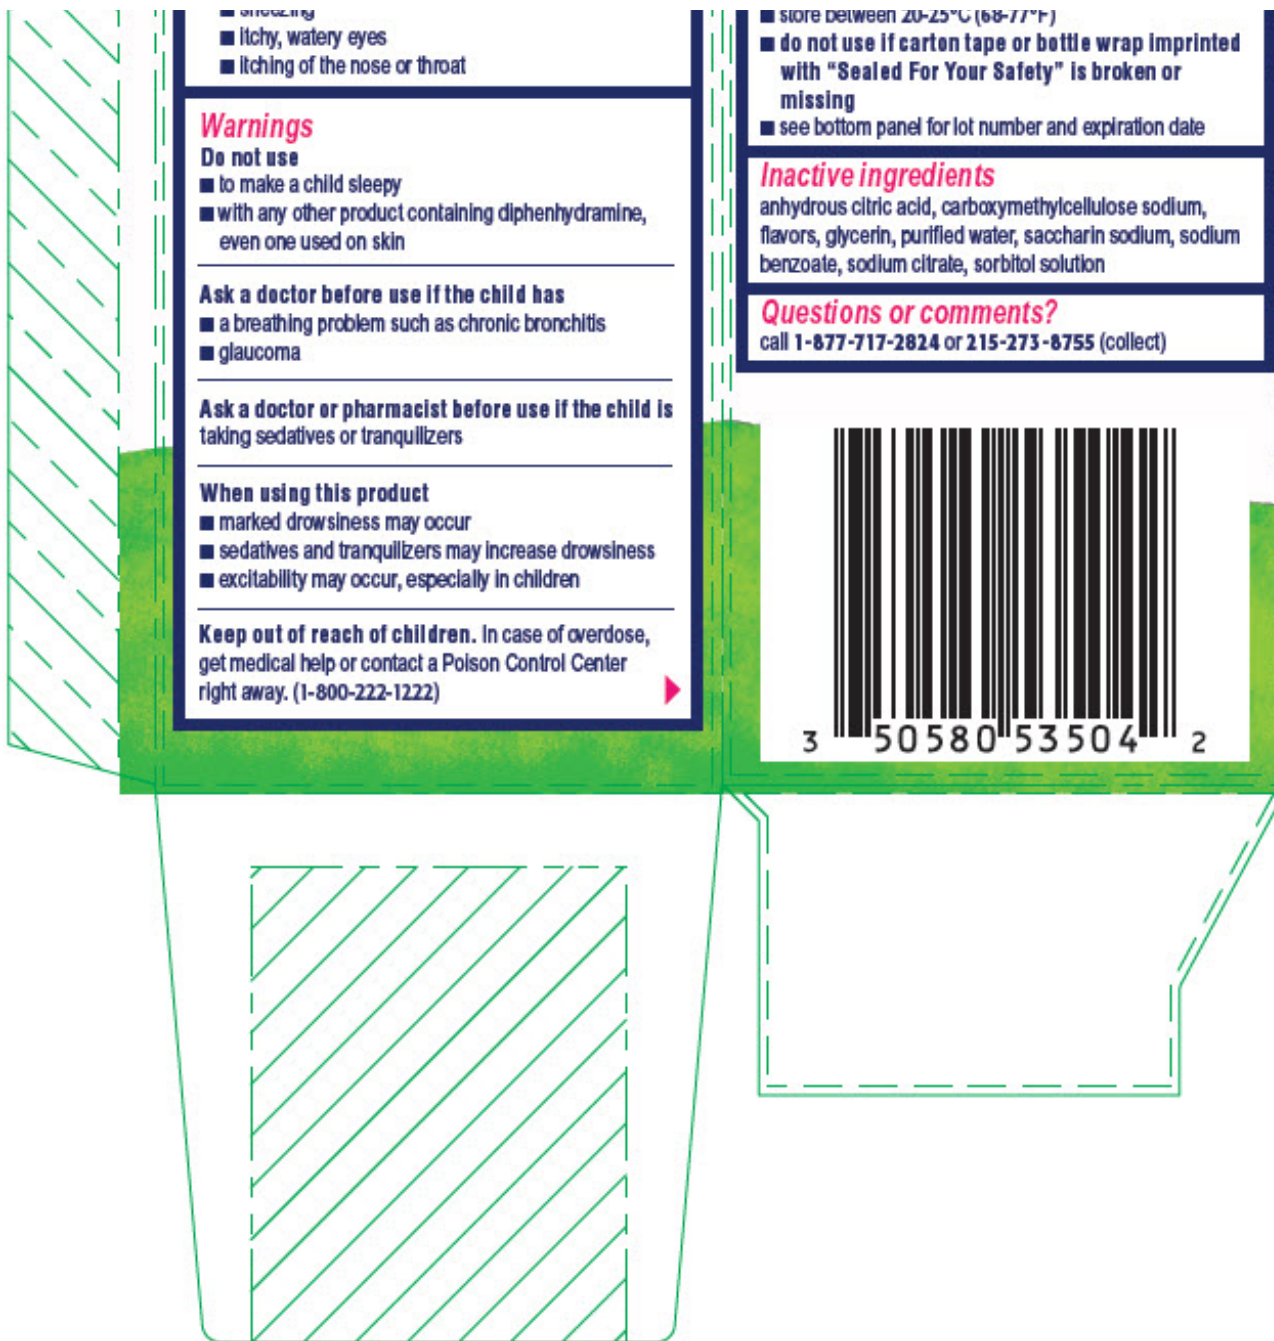 sneezing
■ itchy, watery eyes
■ itching of the nose or throat
Warnings
Do not use
■ to make a child sleepy
■ with any other product containing diphenhydramine,
even one used on skin
Ask a doctor before use if the child has
■ a breathing problem such as chronic bronchitis
■ glaucoma
Ask a doctor or pharmacist before use if the child is
taking sedatives or tranquilizers
When using this product
■ marked drowsiness may occur
■ sedatives and tranquilizers may increase drowsiness
■ excitability may occur, especially in children
Keep out of reach of children. In case of overdose,
get medical help or contact a Poison Control Center
right away. (1-800-222-1222)
■ store between 20-25°C (68-77°F)
■ do not use if carton tape or bottle wrap imprinted
with “Sealed For Your Safety” is broken or
missing
■ see bottom panel for lot number and expiration date
Inactive ingredients
anhydrous citric acid, carboxymethylcellulose sodium,
flavors, glycerin, purified water, saccharin sodium, sodium
benzoate, sodium citrate, sorbitol solution
Questions or comments?
call 1-877-717-2824 or 215-273-8755 (collect)
3 50580 53504 2